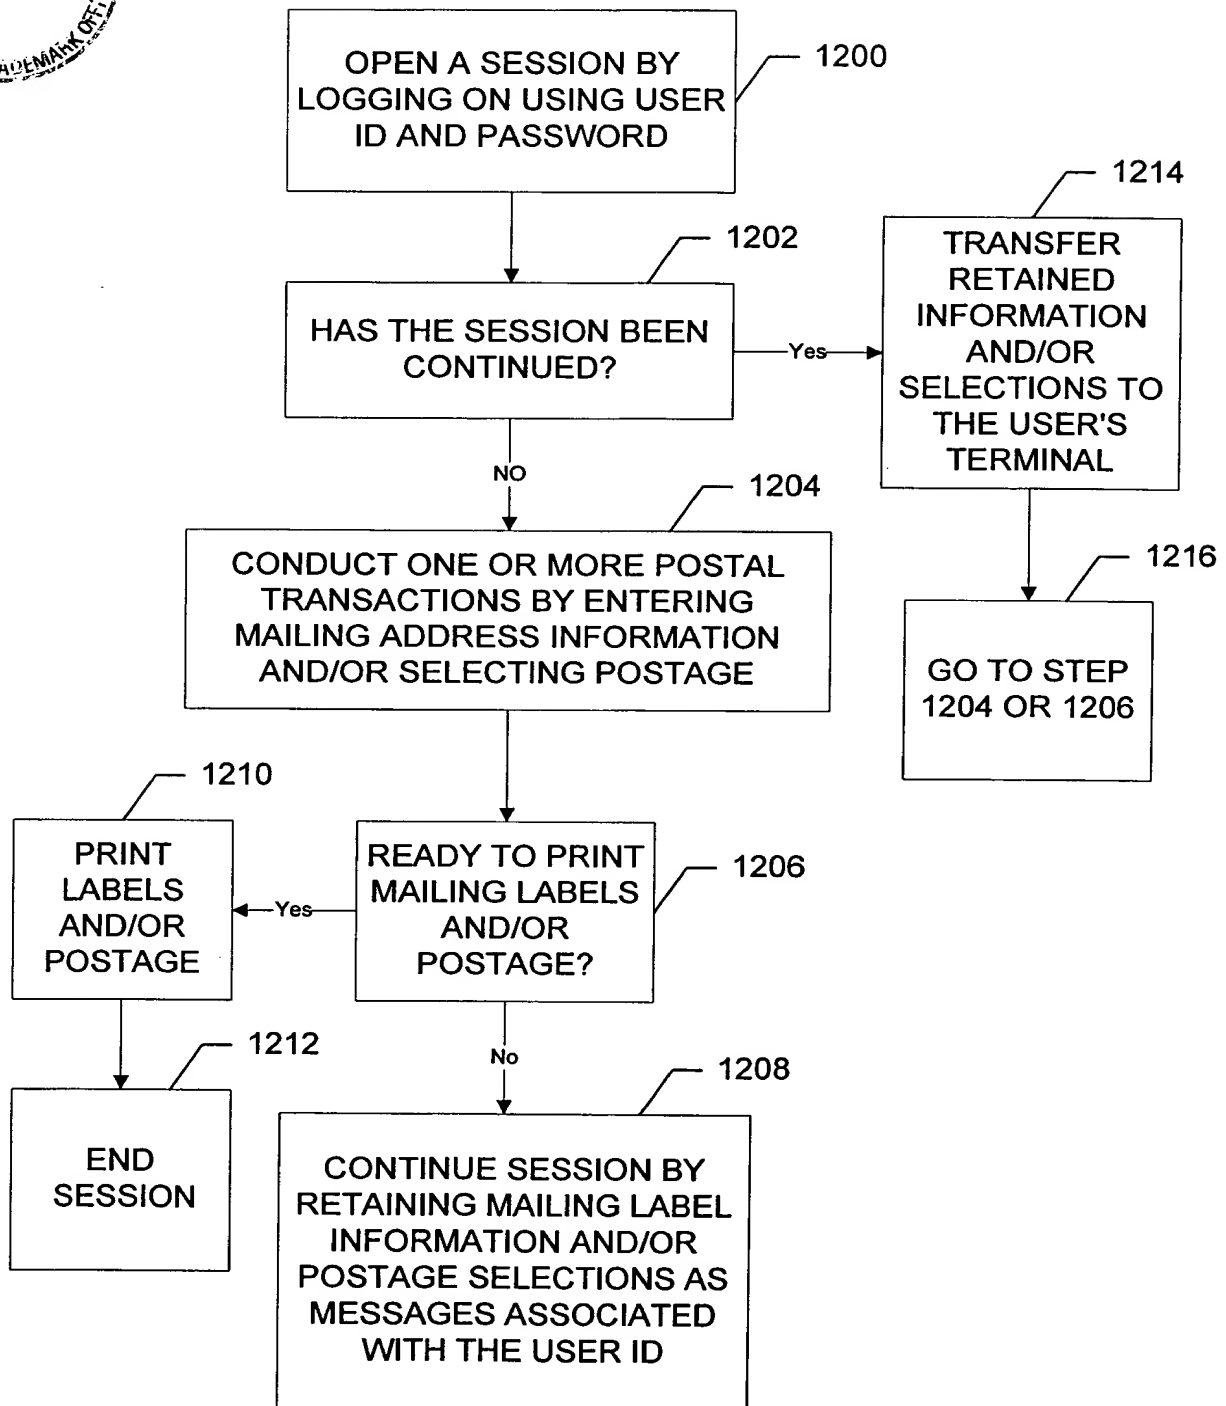 OPEN A SESSION BY
LOGGING ON USING USER
ID AND PASSWORD
1200
HAS THE SESSION BEEN
CONTINUED?
1202
Yes
1214
TRANSFER
RETAINED
INFORMATION
AND/OR
SELECTIONS TO
THE USER'S
TERMINAL
NO
1204
CONDUCT ONE OR MORE POSTAL
TRANSACTIONS BY ENTERING
MAILING ADDRESS INFORMATION
AND/OR SELECTING POSTAGE
1216
GO TO STEP
1204 OR 1206
1210
PRINT
LABELS
AND/OR
POSTAGE
Yes
READY TO PRINT
MAILING LABELS
AND/OR
POSTAGE?
1206
1212
END
SESSION
No
1208
CONTINUE SESSION BY
RETAINING MAILING LABEL
INFORMATION AND/OR
POSTAGE SELECTIONS AS
MESSAGES ASSOCIATED
WITH THE USER ID